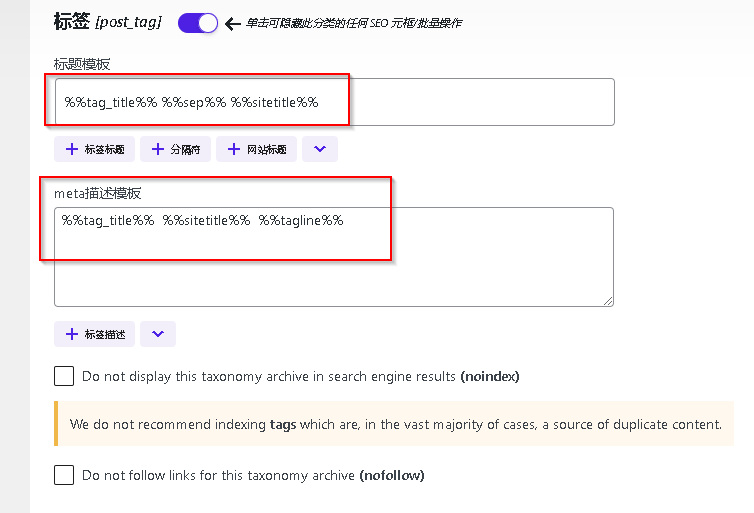 标签 [post_tag] ← 单击可隐藏此分类的任何 SEO 元框/批量操作
标题模板
%%tag_title%% %%sep%% %%sitetitle%%
+ 标签标题 + 分隔符 + 网站标题
meta描述模板
%%tag_title%% %%sitetitle%% %%tagline%%
+ 标签描述
Do not display this taxonomy archive in search engine results (noindex)
We do not recommend indexing tags which are, in the vast majority of cases, a source of duplicate content.
Do not follow links for this taxonomy archive (nofollow)